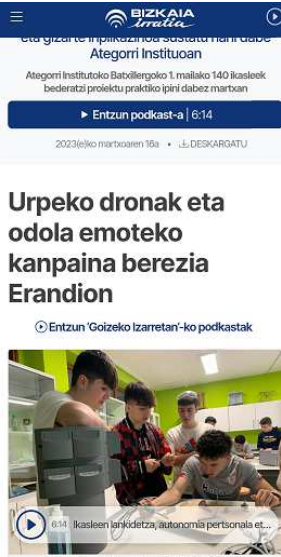 BIZKAIA
Irratia
eta gizarte inplikazinoa sustatu nahi dabe
Ategorri Instituoan
Ategorri Institutoko Batxillergoko 1. mailako 140 ikasleek
bederatzi proiektu praktiko ipini dabez martxan
Entzun podkast-a | 6:14
2023(e)ko martxoaren 16a • DESKARGATU
Urpeko dronak eta
odola emoteko
kanpaina berezia
Erandion
Entzun 'Goizeko Izarretan'-ko podkastak
6:14 Ikasleen lankidetza, autonomia pertsonala et...